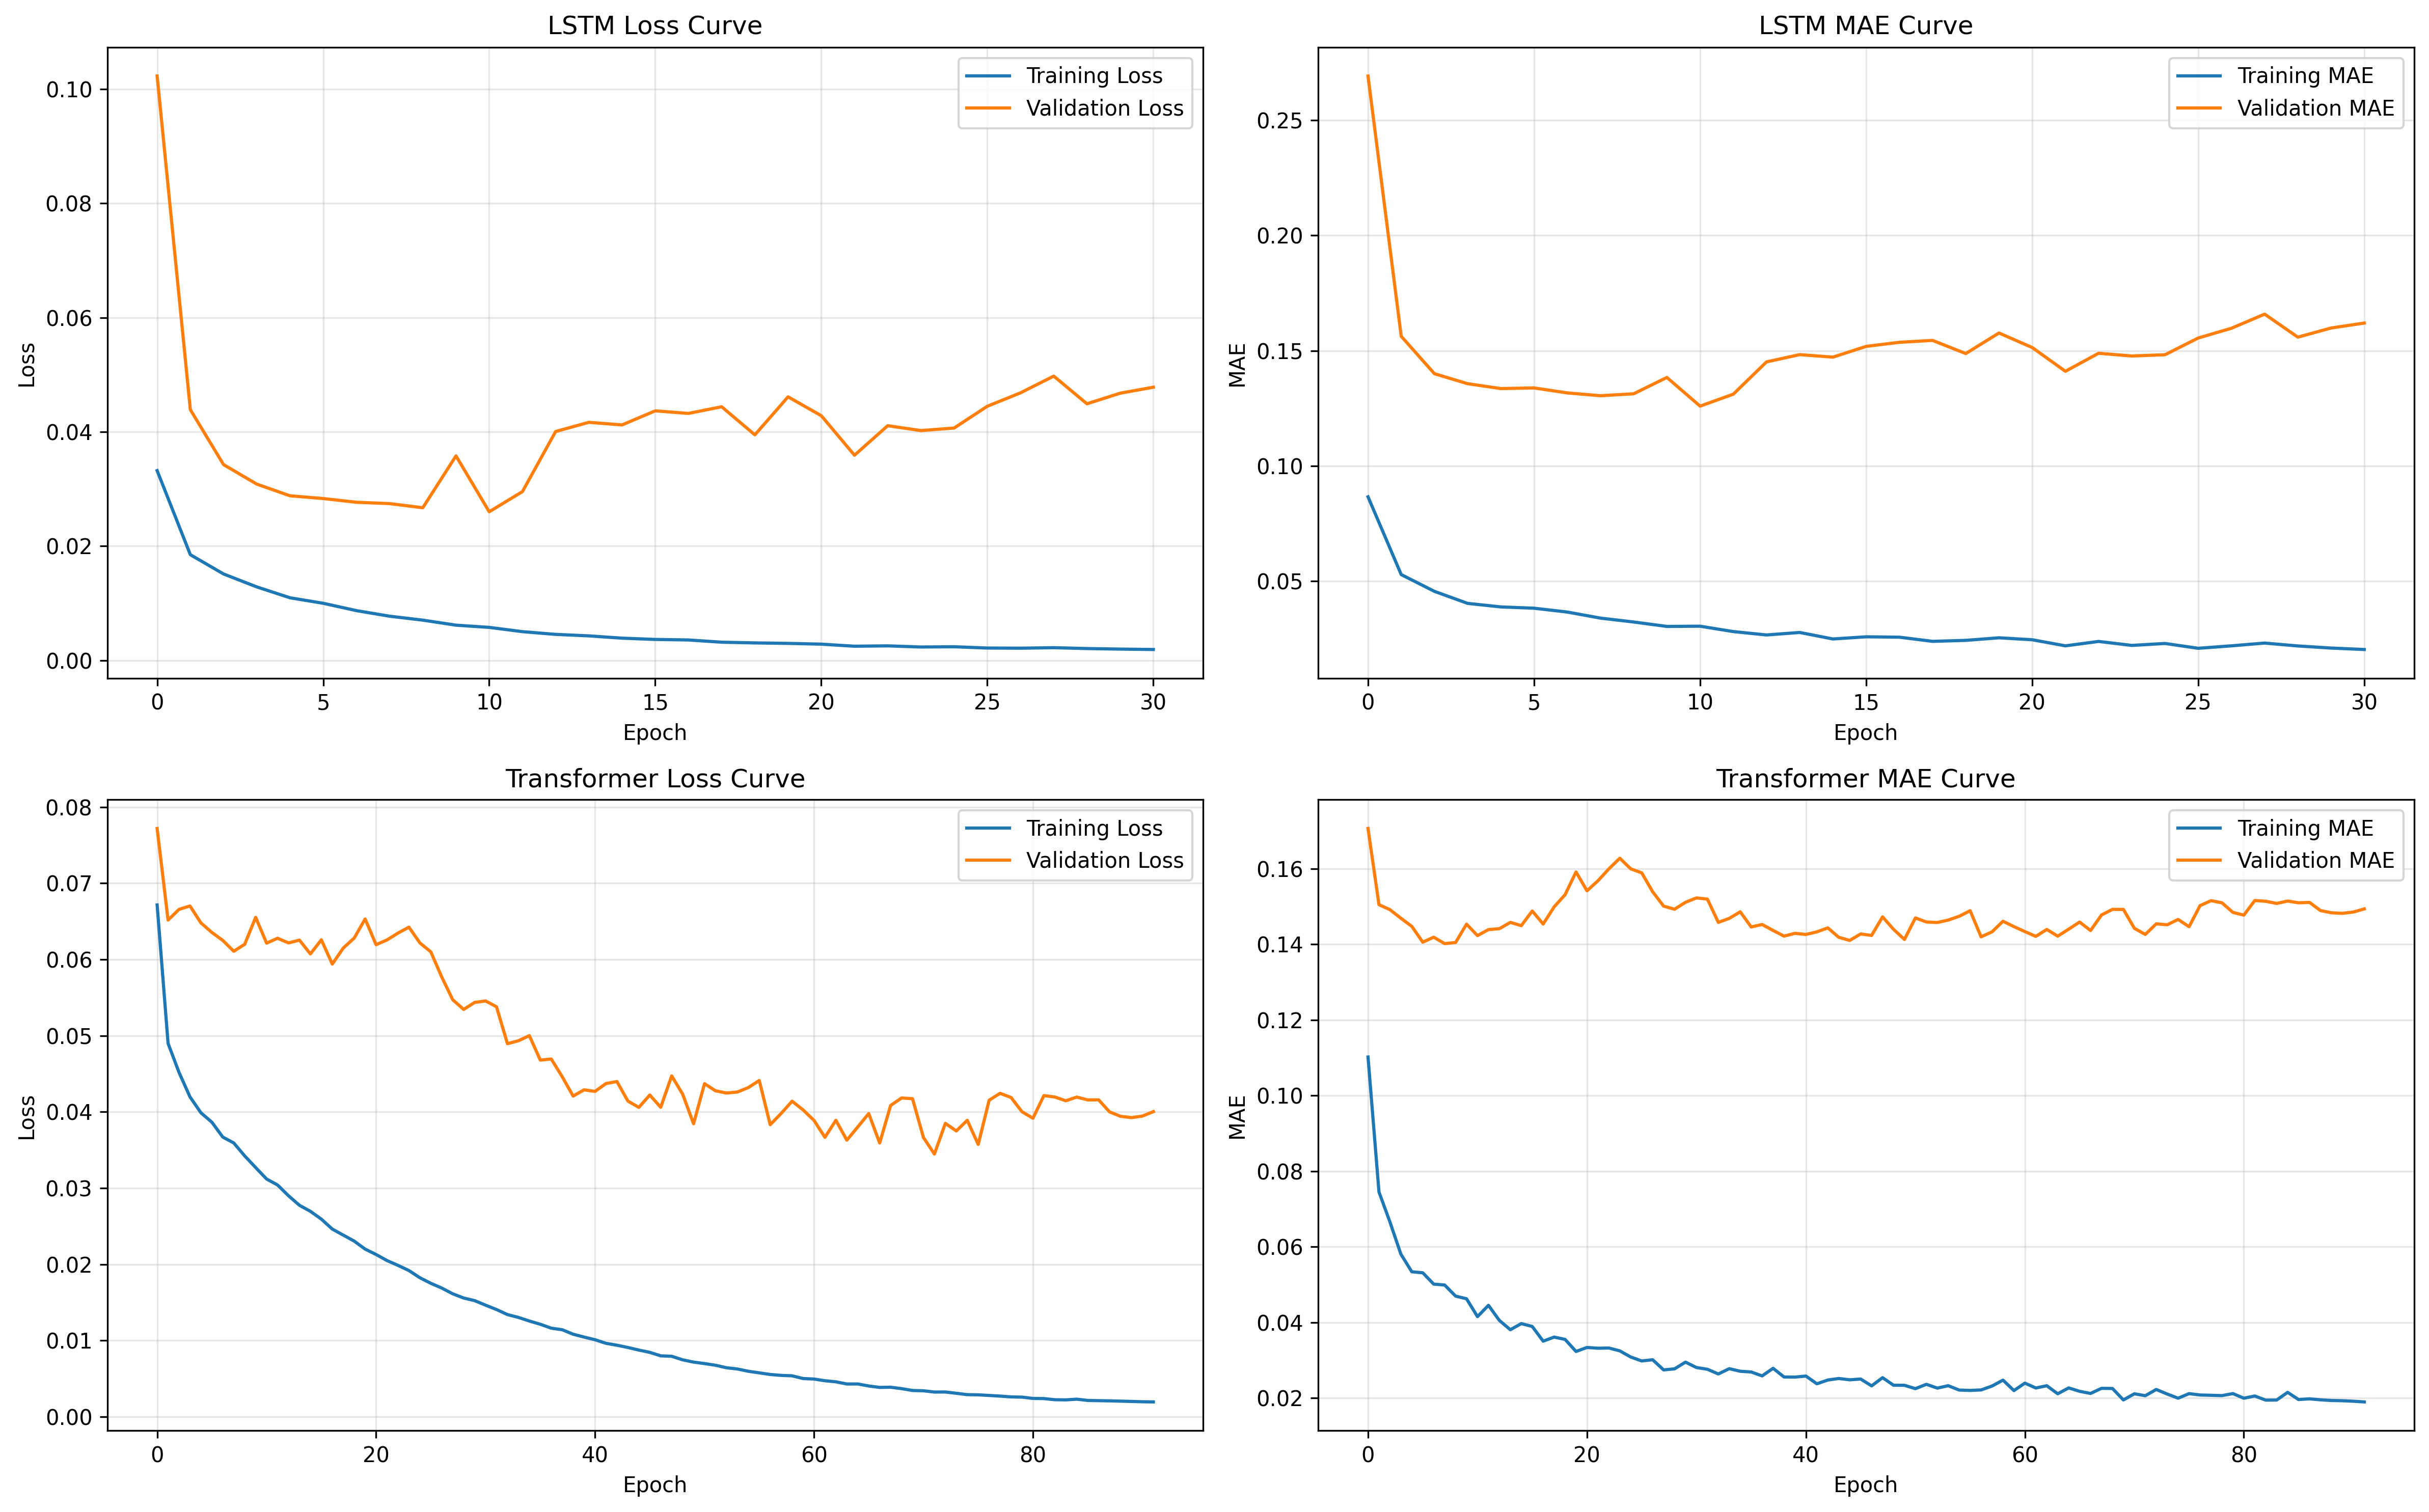 LSTM Loss Curve
Loss
0.10
0.08
0.06
0.04
0.02
0.00
Training Loss
Validation Loss
0 5 10 15 20 25 30
Epoch
LSTM MAE Curve
MAE
0.25
0.20
0.15
0.10
0.05
Training MAE
Validation MAE
0 5 10 15 20 25 30
Epoch
Transformer Loss Curve
Loss
0.08
0.07
0.06
0.05
0.04
0.03
0.02
0.01
0.00
Training Loss
Validation Loss
0 20 40 60 80
Epoch
Transformer MAE Curve
MAE
0.16
0.14
0.12
0.10
0.08
0.06
0.04
0.02
Training MAE
Validation MAE
0 20 40 60 80
Epoch